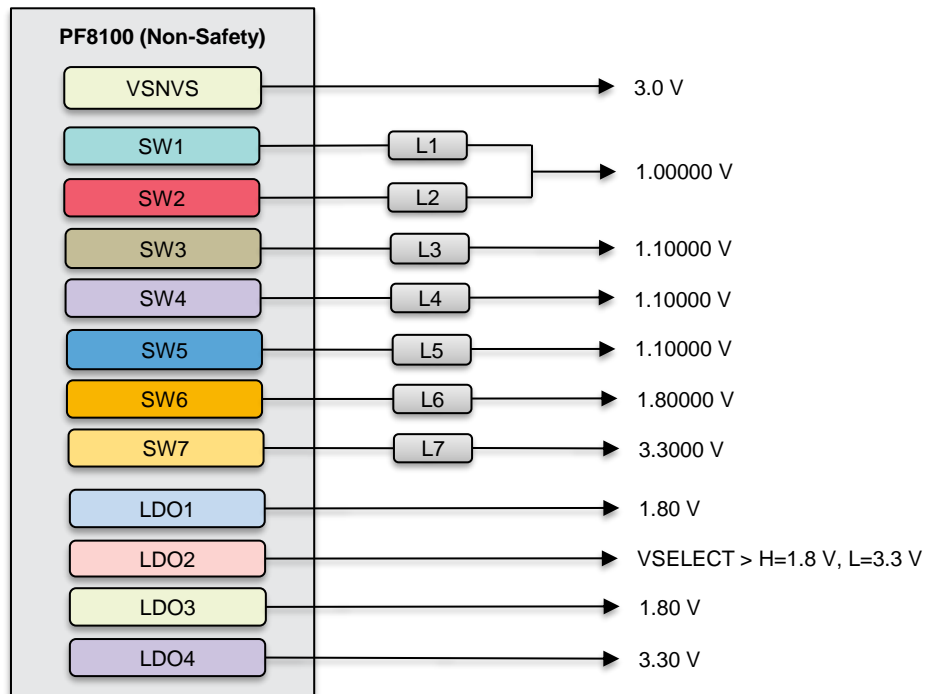 PF8100 (Non-Safety)
VSNVS 3.0 V
SW1 L1
1.00000 V
SW2 L2
SW3 L3 1.10000 V
SW4 L4 1.10000 V
SW5 L5 1.10000 V
SW6 L6 1.80000 V
SW7 L7 3.3000 V
LDO1 1.80 V
LDO2 VSELECT > H=1.8 V, L=3.3 V
LDO3 1.80 V
LDO4 3.30 V